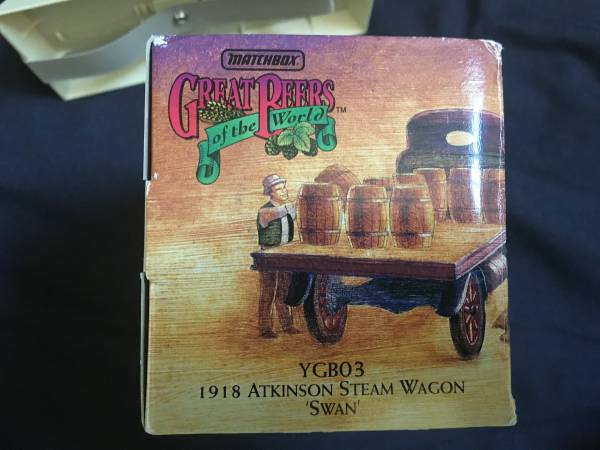 MATCHBOX
GREAT BEERS
of the World
TM
YGB03
1918 ATKINSON STEAM WAGON
'SWAN'